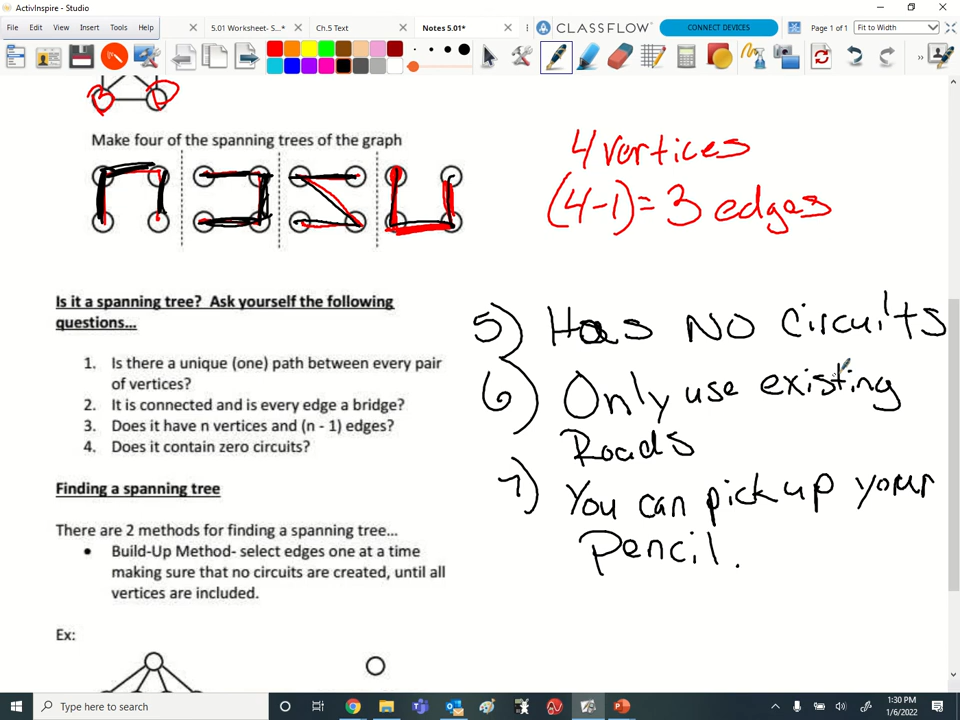 ActivInspire - Studio
File Edit View Insert Tools Help
5.01 Worksheet- S...*
Ch.5 Text
Notes 5.01*
CLASSFLOW
CONNECT DEVICES
Page 1 of 1
Fit to Width
B D
Make four of the spanning trees of the graph
4 vertices
(4-1)= 3 edges
Is it a spanning tree? Ask yourself the following
questions…
1. Is there a unique (one) path between every pair
of vertices?
2. It is connected and is every edge a bridge?
3. Does it have n vertices and (n - 1) edges?
4. Does it contain zero circuits?
5) Has NO Circuits
6) Only use existing
Roads
7) You can pick up your
Pencil.
Finding a spanning tree
There are 2 methods for finding a spanning tree…
• Build-Up Method- select edges one at a time
making sure that no circuits are created, until all
vertices are included.
Ex:
Type here to search
1:30 PM
1/6/2022